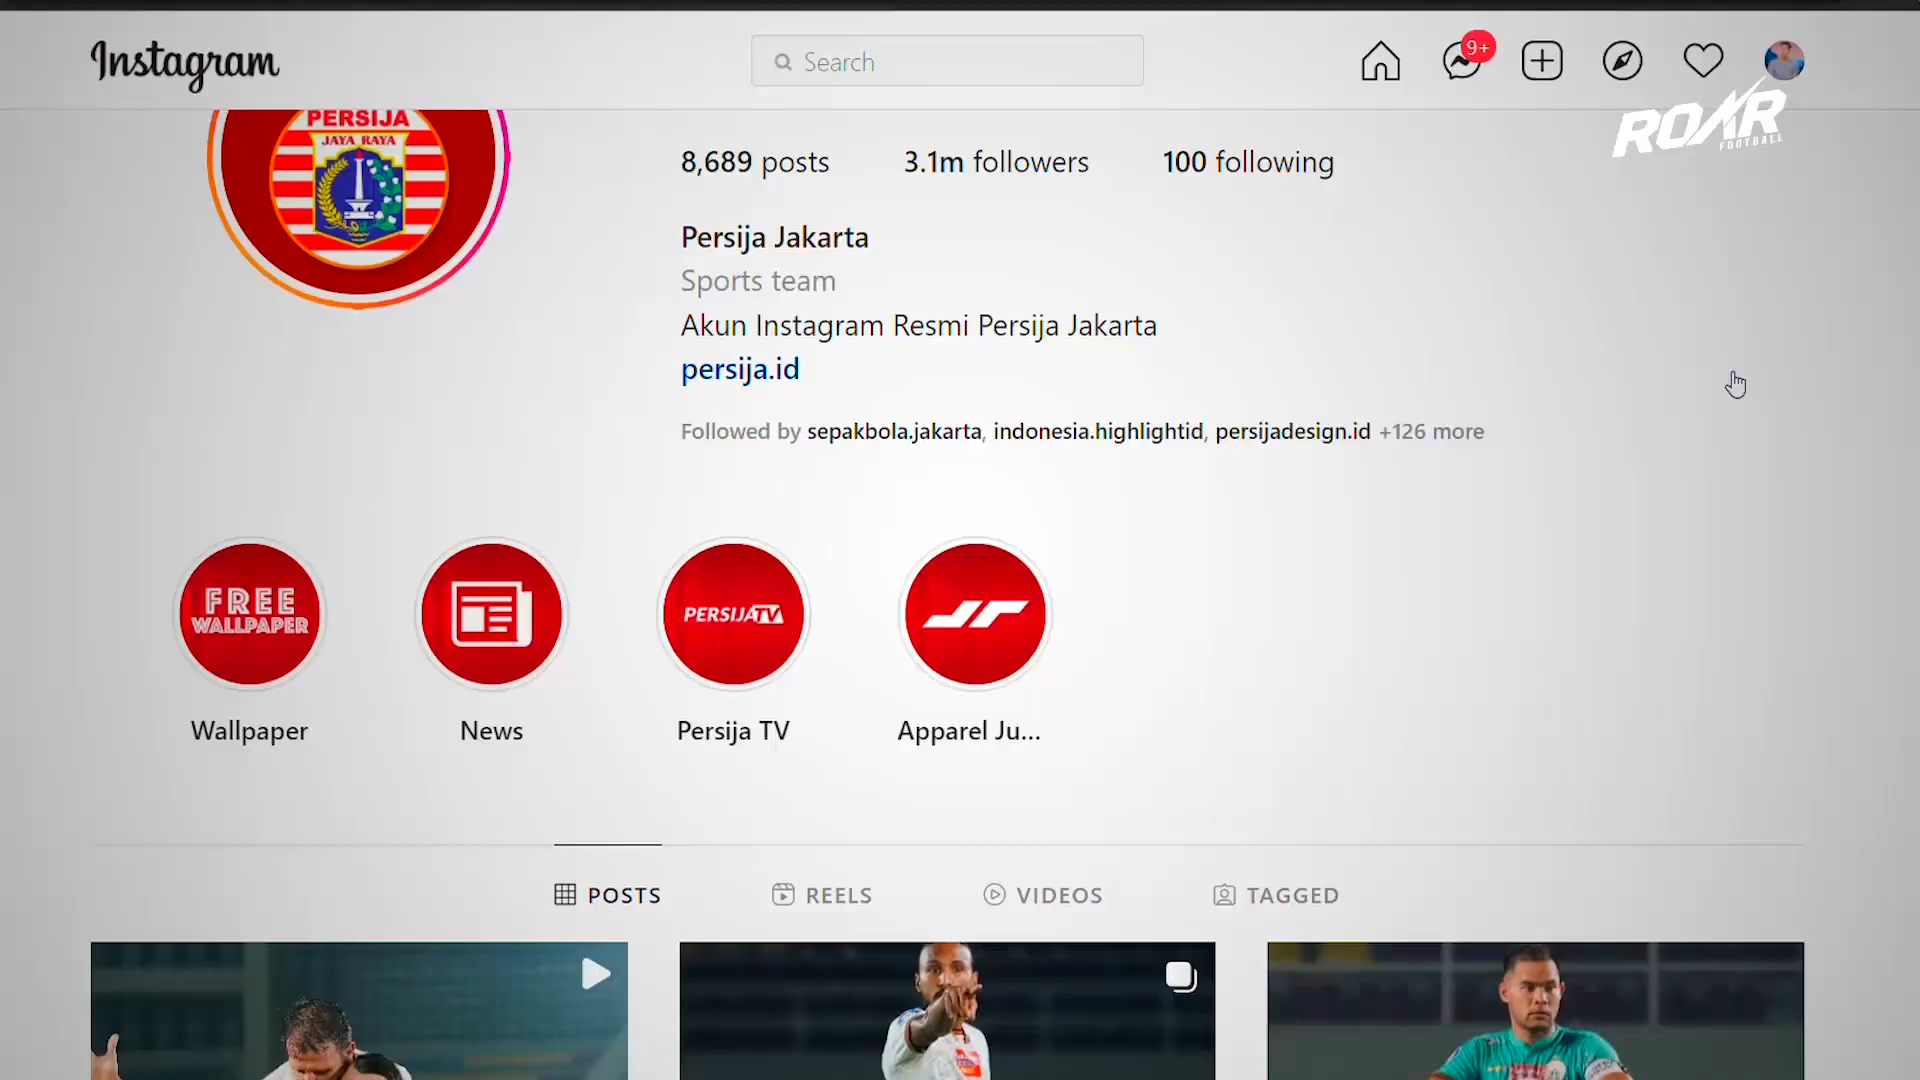 Instagram
Search
9+
ROAR
FOOTBALL
PERSIJA
JAYA RAYA
8,689 posts 3.1m followers 100 following
Persija Jakarta
Sports team
Akun Instagram Resmi Persija Jakarta
persija.id
Followed by sepakbola.jakarta, indonesia.highlightid, persijadesign.id +126 more
FREE
WALLPAPER
PERSIJATV
Wallpaper News Persija TV Apparel Ju...
POSTS REELS VIDEOS TAGGED